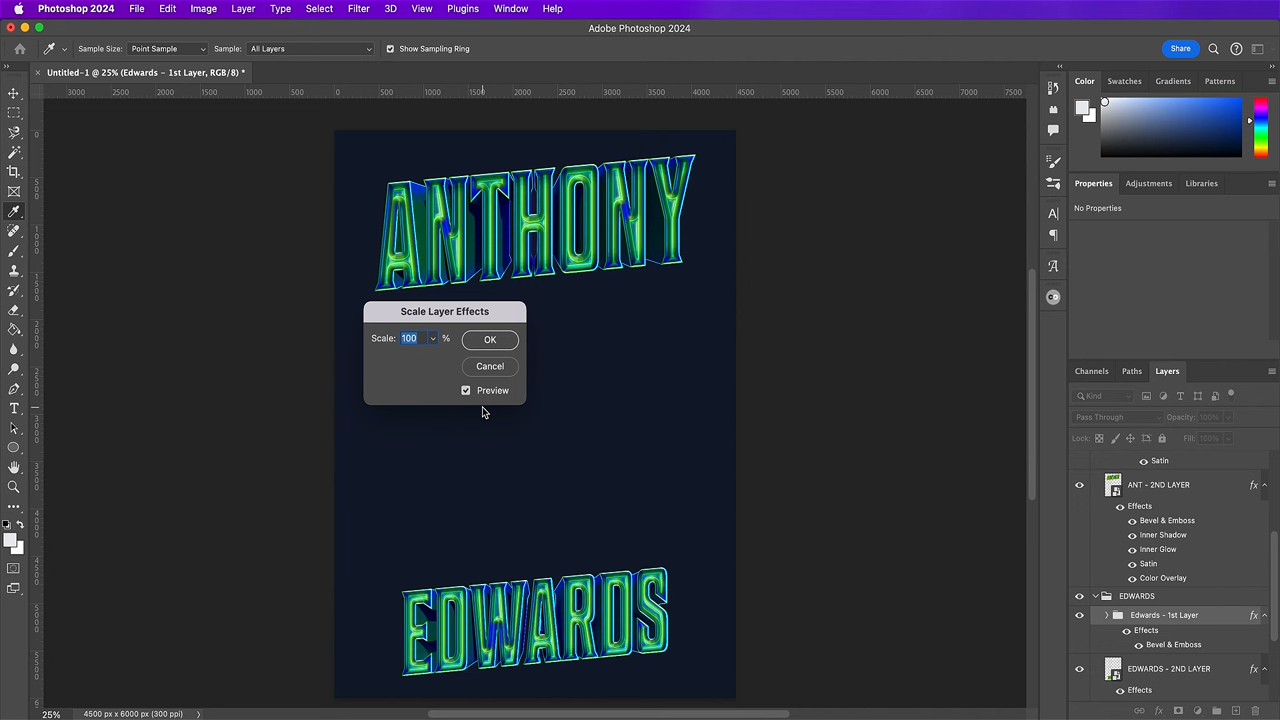 Photoshop 2024 File Edit Image Layer Type Select Filter 3D View Plugins Window Help
Adobe Photoshop 2024
Sample Size: Point Sample Sample: All Layers Show Sampling Ring Share
Untitled-1 @ 25% (Edwards - 1st Layer, RGB/8) *
3000 2500 2000 1500 1000 500 0 500 1000 1500 2000 2500 3000 3500 4000 4500 5000 5500 6000 6500 7000 7500
Color Swatches Gradients Patterns
Properties Adjustments Libraries
No Properties
ANTHONY
Scale Layer Effects
Scale: 100 % OK
Cancel
Preview
EDWARDS
Channels Paths Layers
Kind
Pass Through Opacity: 100%
Lock: Fill: 100%
Satin
ANT - 2ND LAYER fx
Effects
Bevel & Emboss
Inner Shadow
Inner Glow
Satin
Color Overlay
EDWARDS
Edwards - 1st Layer fx
Effects
Bevel & Emboss
EDWARDS - 2ND LAYER fx
Effects
25% 4500 px x 6000 px (300 ppi)